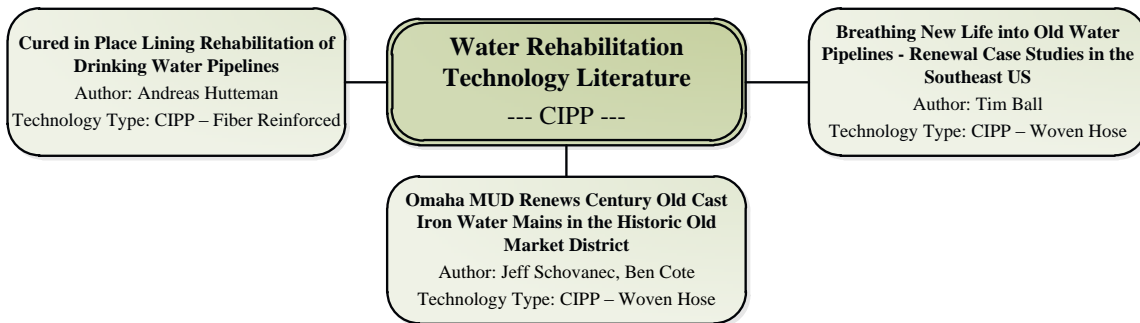 Cured in Place Lining Rehabilitation of
Drinking Water Pipelines
Author: Andreas Hutteman
Technology Type: CIPP – Fiber Reinforced
Water Rehabilitation
Technology Literature
--- CIPP ---
Breathing New Life into Old Water
Pipelines - Renewal Case Studies in the
Southeast US
Author: Tim Ball
Technology Type: CIPP – Woven Hose
Omaha MUD Renews Century Old Cast
Iron Water Mains in the Historic Old
Market District
Author: Jeff Schovanec, Ben Cote
Technology Type: CIPP – Woven Hose